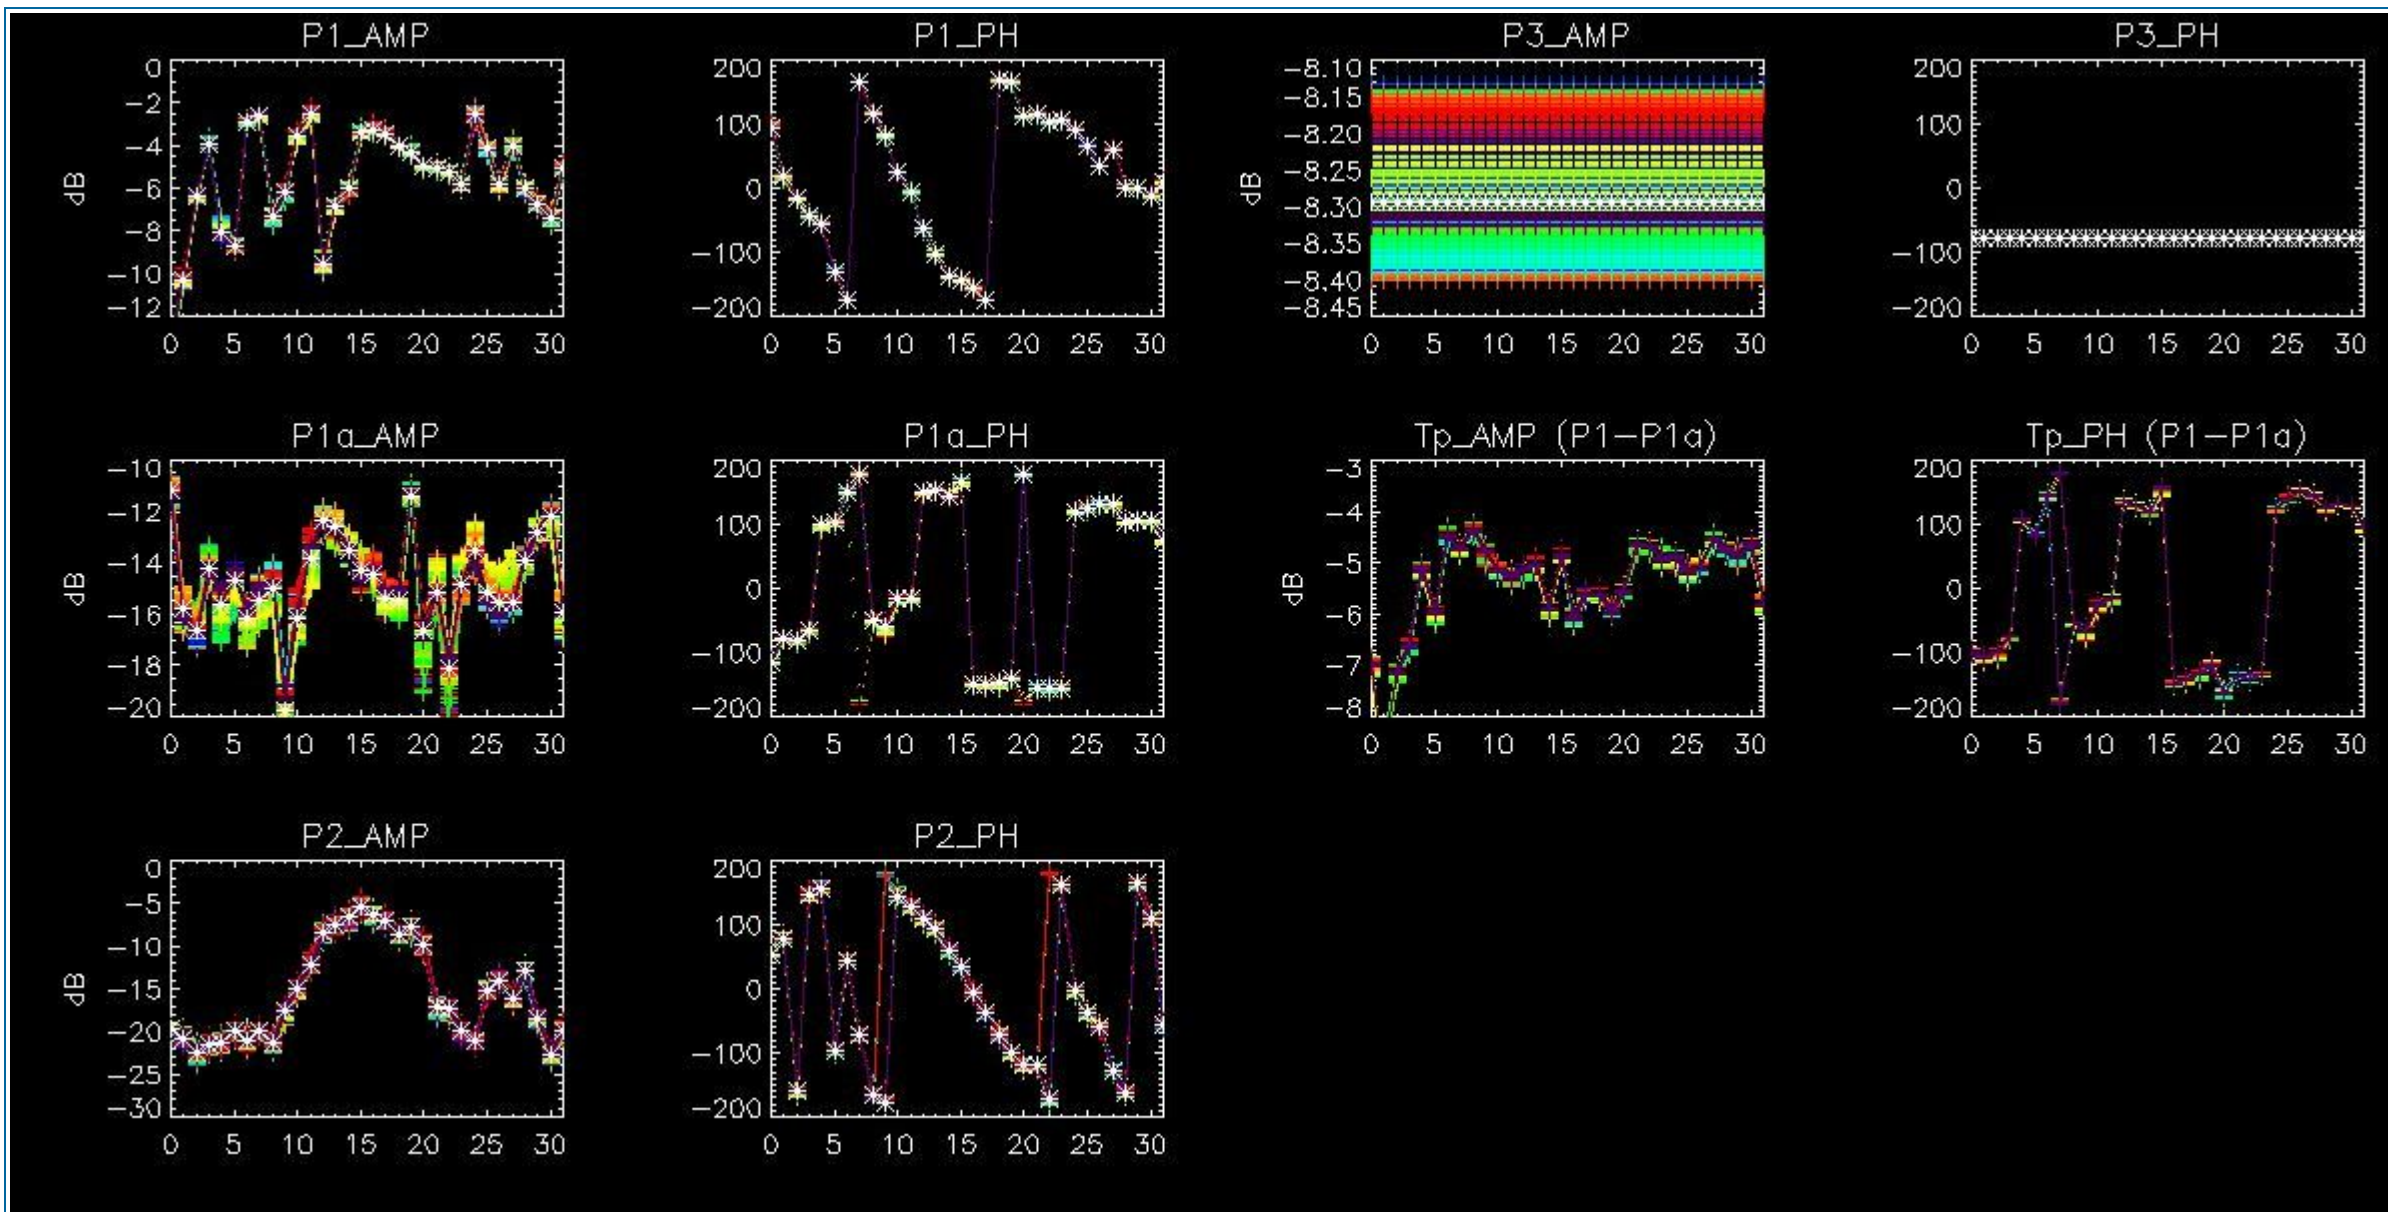 P1_AMP
0
−2
−4
−6
−8
−10
−12
dB
0 5 10 15 20 25 30
P1_PH
200
100
0
−100
−200
0 5 10 15 20 25 30
P3_AMP
−8.10
−8.15
−8.20
−8.25
−8.30
−8.35
−8.40
−8.45
dB
0 5 10 15 20 25 30
P3_PH
200
100
0
−100
−200
0 5 10 15 20 25 30
P1a_AMP
−10
−12
−14
−16
−18
−20
dB
0 5 10 15 20 25 30
P1a_PH
200
100
0
−100
−200
0 5 10 15 20 25 30
Tp_AMP (P1−P1a)
−3
−4
−5
−6
−7
−8
dB
0 5 10 15 20 25 30
Tp_PH (P1−P1a)
200
100
0
−100
−200
0 5 10 15 20 25 30
P2_AMP
0
−5
−10
−15
−20
−25
−30
dB
0 5 10 15 20 25 30
P2_PH
200
100
0
−100
−200
0 5 10 15 20 25 30